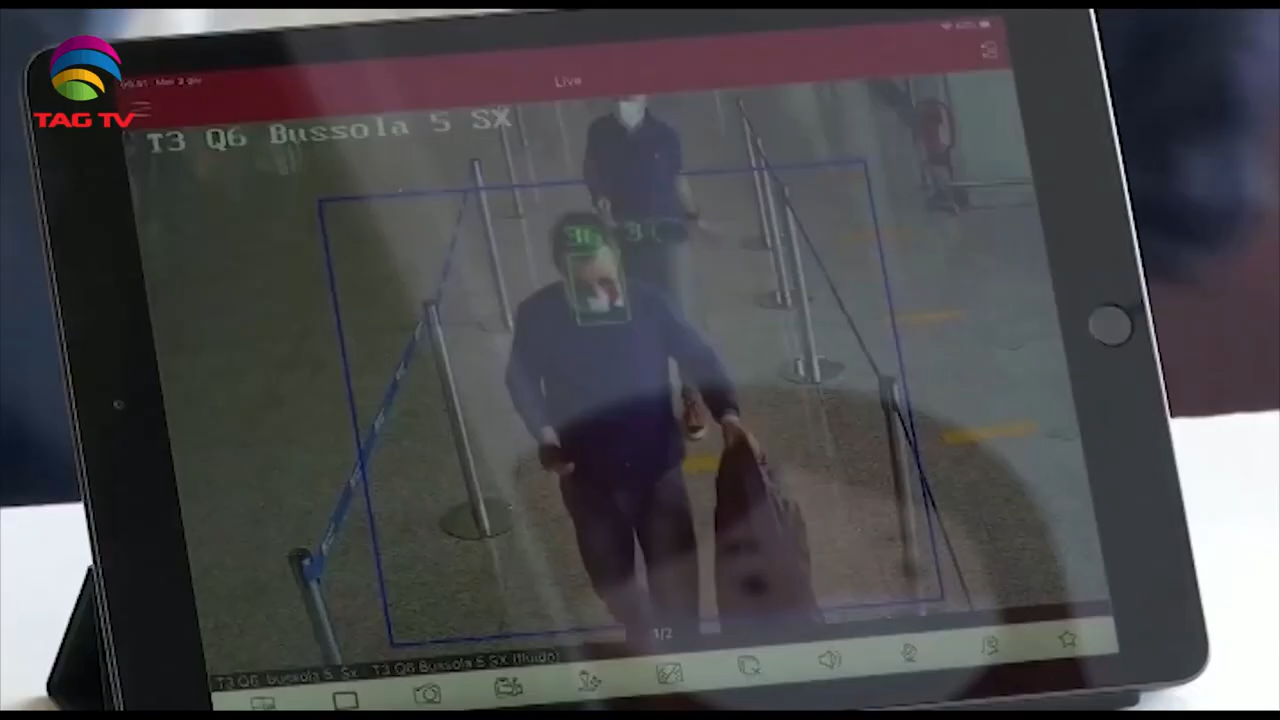 TAG TV
Live
T3 Q6 Bussola 5 SX
36
3
1/2
T3 Q6 bussola 5 Sx T3 Q6 Bussola 5 SX (fluido)